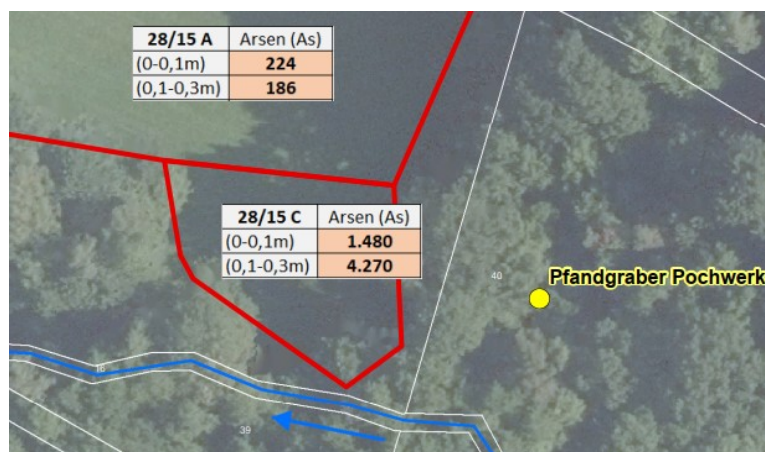 28/15 A Arsen (As)
(0-0,1m) 224
(0,1-0,3m) 186
28/15 C Arsen (As)
(0-0,1m) 1.480
(0,1-0,3m) 4.270
40
Pfandgraber Pochwerk
16
39